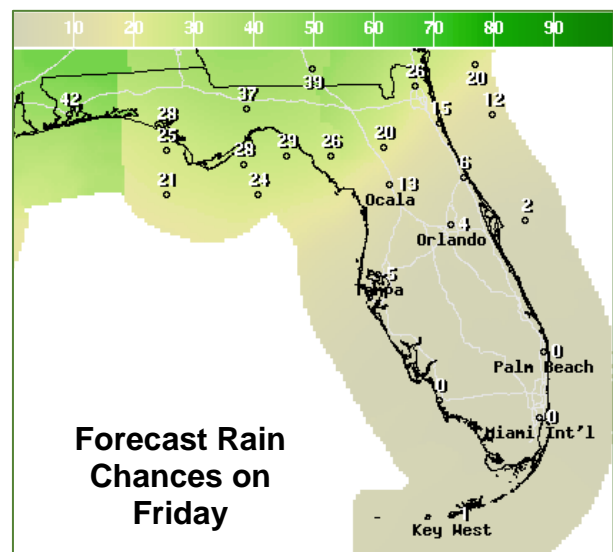 10 20 30 40 50 60 70 80 90
39 26 20
42 37 12
28 15
25 28 29 26 20
21 24 13 6
Ocala
2
4
Orlando
5
Tampa
0
Palm Beach
0
0
Miami Int'l
Forecast Rain
Chances on
Friday
Key West